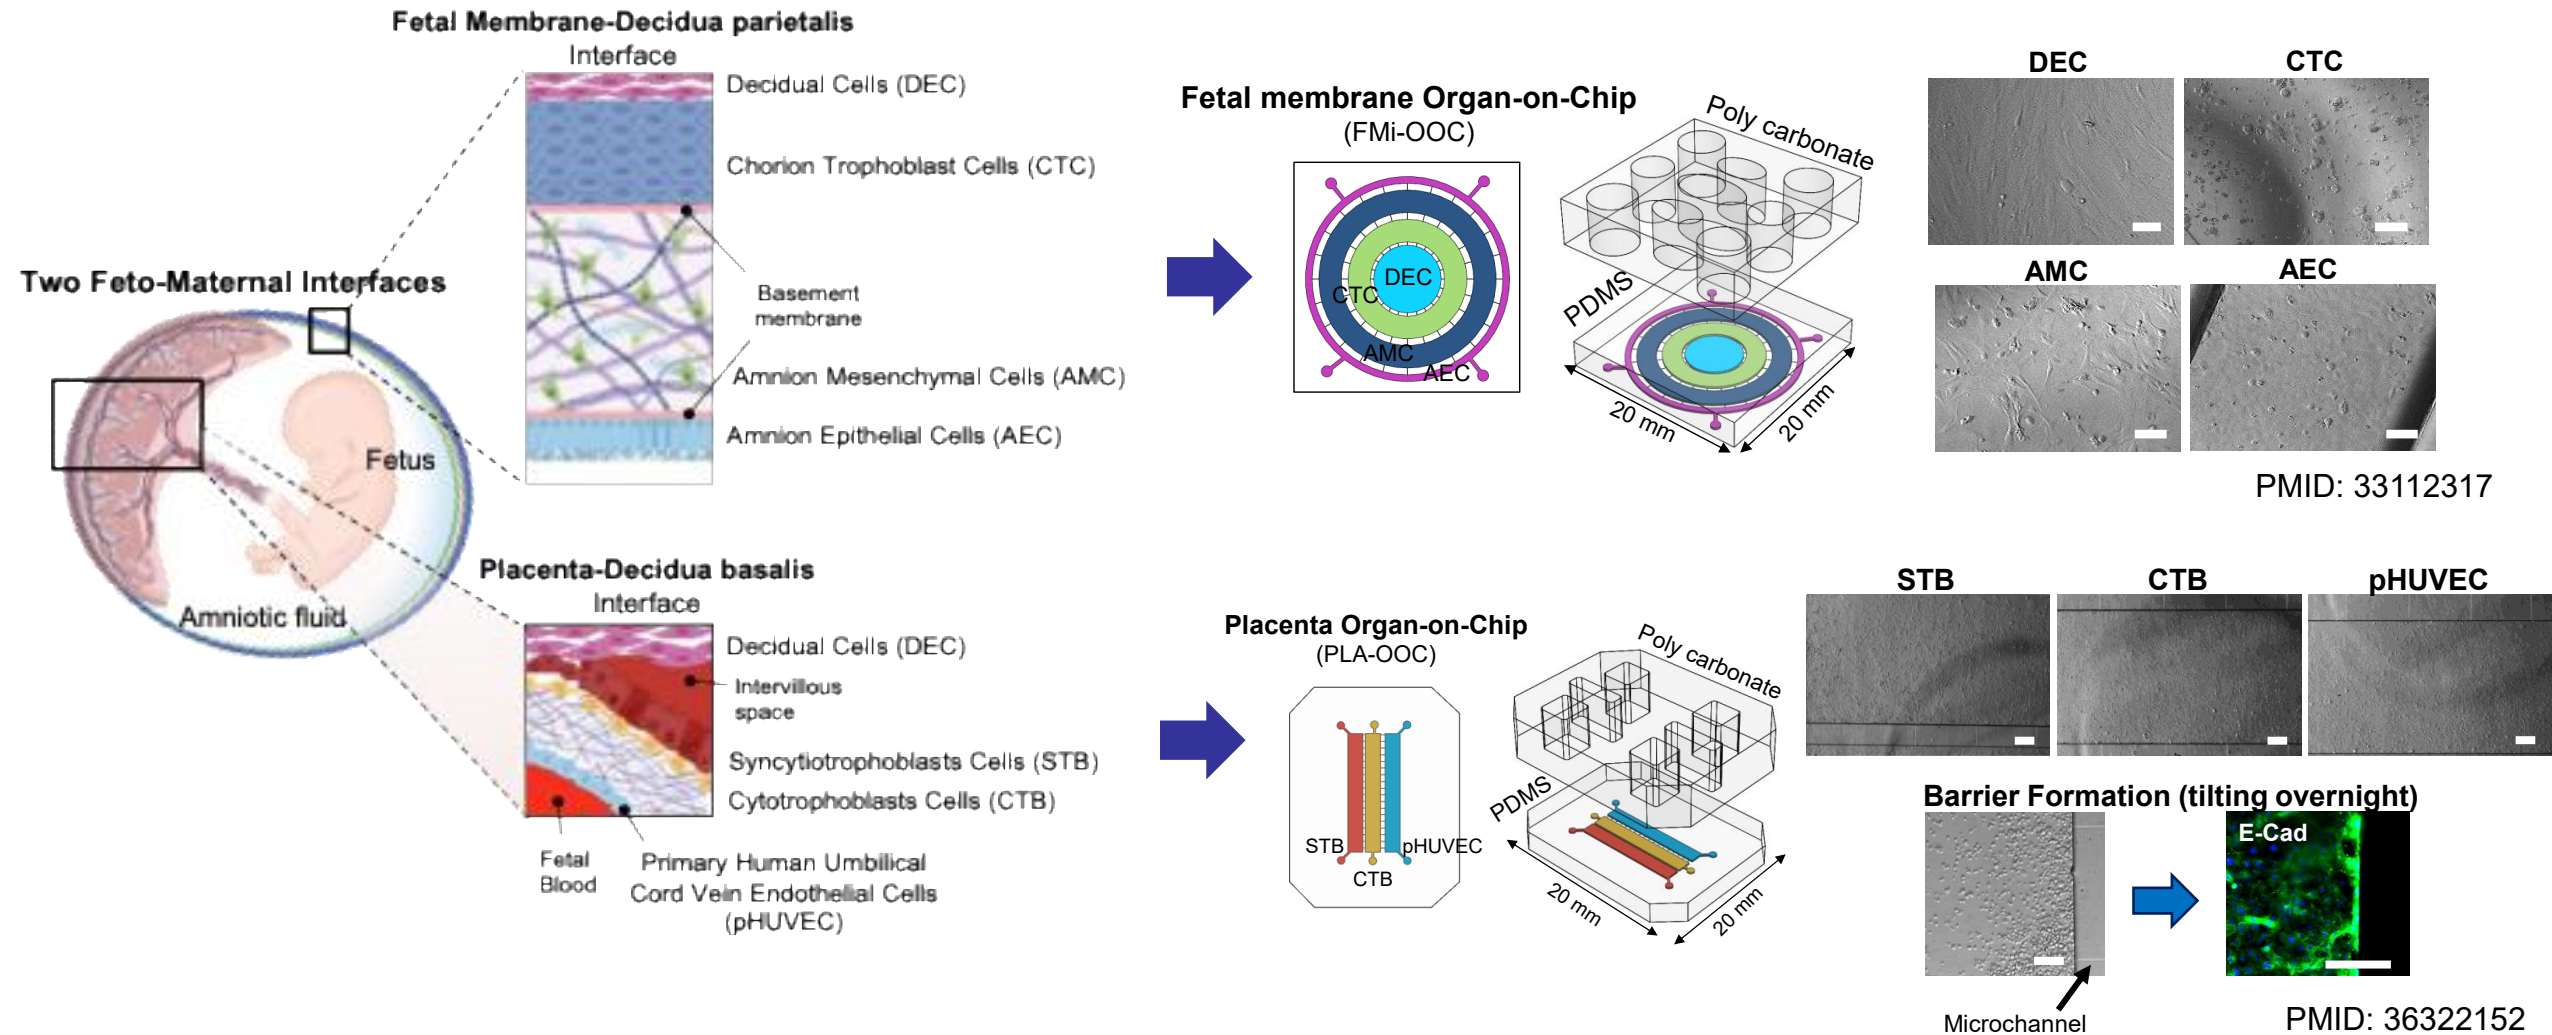 Two Feto-Maternal Interfaces
Fetus
Amniotic fluid
Fetal Membrane-Decidua parietalis
Interface
Decidual Cells (DEC)
Chorion Trophoblast Cells (CTC)
Basement
membrane
Amnion Mesenchymal Cells (AMC)
Amnion Epithelial Cells (AEC)
Placenta-Decidua basalis
Interface
Decidual Cells (DEC)
Intervillous
space
Syncytiotrophoblasts Cells (STB)
Cytotrophoblasts Cells (CTB)
Fetal
Blood
Primary Human Umbilical
Cord Vein Endothelial Cells
(pHUVEC)
Fetal membrane Organ-on-Chip
(FMi-OOC)
DEC
CTC
AMC
AEC
Poly carbonate
PDMS
20 mm
20 mm
DEC
CTC
AMC
AEC
PMID: 33112317
Placenta Organ-on-Chip
(PLA-OOC)
STB
pHUVEC
CTB
Poly carbonate
PDMS
20 mm
20 mm
STB
CTB
pHUVEC
Barrier Formation (tilting overnight)
E-Cad
Microchannel
PMID: 36322152